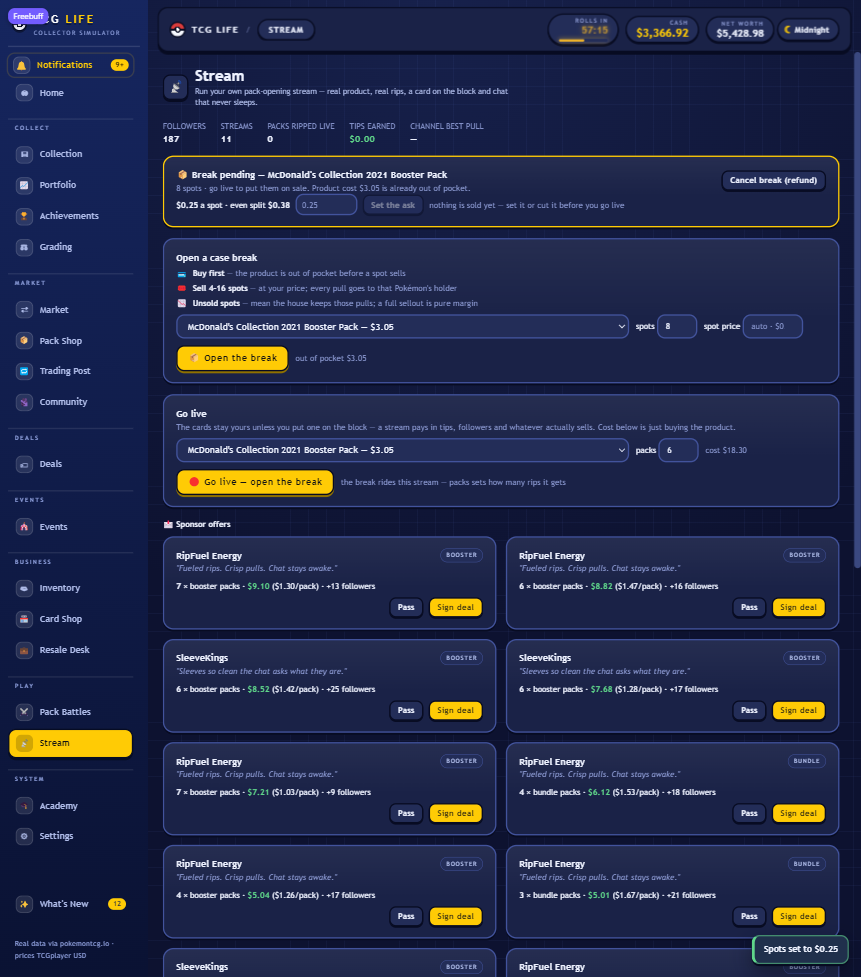 Freebuff
CG LIFE
COLLECTOR SIMULATOR
Notifications 9+
Home
COLLECT
Collection
Portfolio
Achievements
Grading
MARKET
Market
Pack Shop
Trading Post
Community
DEALS
Deals
EVENTS
Events
BUSINESS
Inventory
Card Shop
Resale Desk
PLAY
Pack Battles
Stream
SYSTEM
Academy
Settings
What's New 12
Real data via pokemontcg.io ·
prices TCGplayer USD
TCG LIFE / STREAM
ROLLS IN
57:15
CASH
$3,366.92
NET WORTH
$5,428.98
Midnight
Stream
Run your own pack-opening stream — real product, real rips, a card on the block and chat
that never sleeps.
FOLLOWERS STREAMS PACKS RIPPED LIVE TIPS EARNED CHANNEL BEST PULL
187 11 0 $0.00 —
Break pending — McDonald's Collection 2021 Booster Pack
8 spots · go live to put them on sale. Product cost $3.05 is already out of pocket.
Cancel break (refund)
$0.25 a spot · even split $0.38 0.25 Set the ask nothing is sold yet — set it or cut it before you go live
Open a case break
Buy first — the product is out of pocket before a spot sells
Sell 4-16 spots — at your price; every pull goes to that Pokémon's holder
Unsold spots — mean the house keeps those pulls; a full sellout is pure margin
McDonald's Collection 2021 Booster Pack — $3.05 spots 8 spot price auto · $0
Open the break out of pocket $3.05
Go live
The cards stay yours unless you put one on the block — a stream pays in tips, followers and whatever actually sells. Cost below is just buying the product.
McDonald's Collection 2021 Booster Pack — $3.05 packs 6 cost $18.30
Go live — open the break the break rides this stream — packs sets how many rips it gets
Sponsor offers
RipFuel Energy BOOSTER
"Fueled rips. Crisp pulls. Chat stays awake."
7 × booster packs · $9.10 ($1.30/pack) · +13 followers
Pass Sign deal
RipFuel Energy BOOSTER
"Fueled rips. Crisp pulls. Chat stays awake."
6 × booster packs · $8.82 ($1.47/pack) · +16 followers
Pass Sign deal
SleeveKings BOOSTER
"Sleeves so clean the chat asks what they are."
6 × booster packs · $8.52 ($1.42/pack) · +25 followers
Pass Sign deal
SleeveKings BOOSTER
"Sleeves so clean the chat asks what they are."
6 × booster packs · $7.68 ($1.28/pack) · +17 followers
Pass Sign deal
RipFuel Energy BOOSTER
"Fueled rips. Crisp pulls. Chat stays awake."
7 × booster packs · $7.21 ($1.03/pack) · +9 followers
Pass Sign deal
RipFuel Energy BUNDLE
"Fueled rips. Crisp pulls. Chat stays awake."
4 × bundle packs · $6.12 ($1.53/pack) · +18 followers
Pass Sign deal
RipFuel Energy BOOSTER
"Fueled rips. Crisp pulls. Chat stays awake."
4 × booster packs · $5.04 ($1.26/pack) · +17 followers
Pass Sign deal
RipFuel Energy BUNDLE
"Fueled rips. Crisp pulls. Chat stays awake."
3 × bundle packs · $5.01 ($1.67/pack) · +21 followers
Pass Sign deal
SleeveKings BOOSTER
RipFuel Energy
Spots set to $0.25